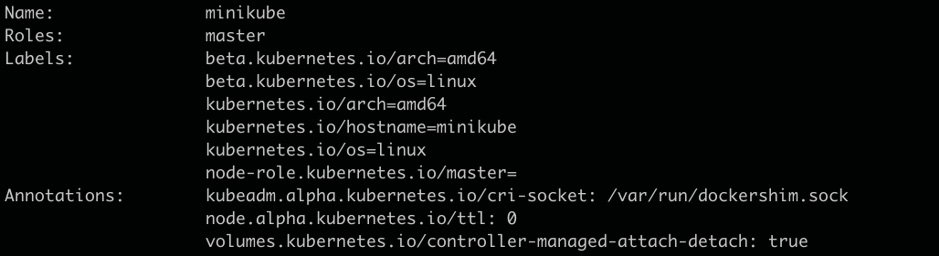 Name: minikube
Roles: master
Labels: beta.kubernetes.io/arch=amd64
beta.kubernetes.io/os=linux
kubernetes.io/arch=amd64
kubernetes.io/hostname=minikube
kubernetes.io/os=linux
node-role.kubernetes.io/master=
Annotations: kubeadm.alpha.kubernetes.io/cri-socket: /var/run/dockershim.sock
node.alpha.kubernetes.io/ttl: 0
volumes.kubernetes.io/controller-managed-attach-detach: true